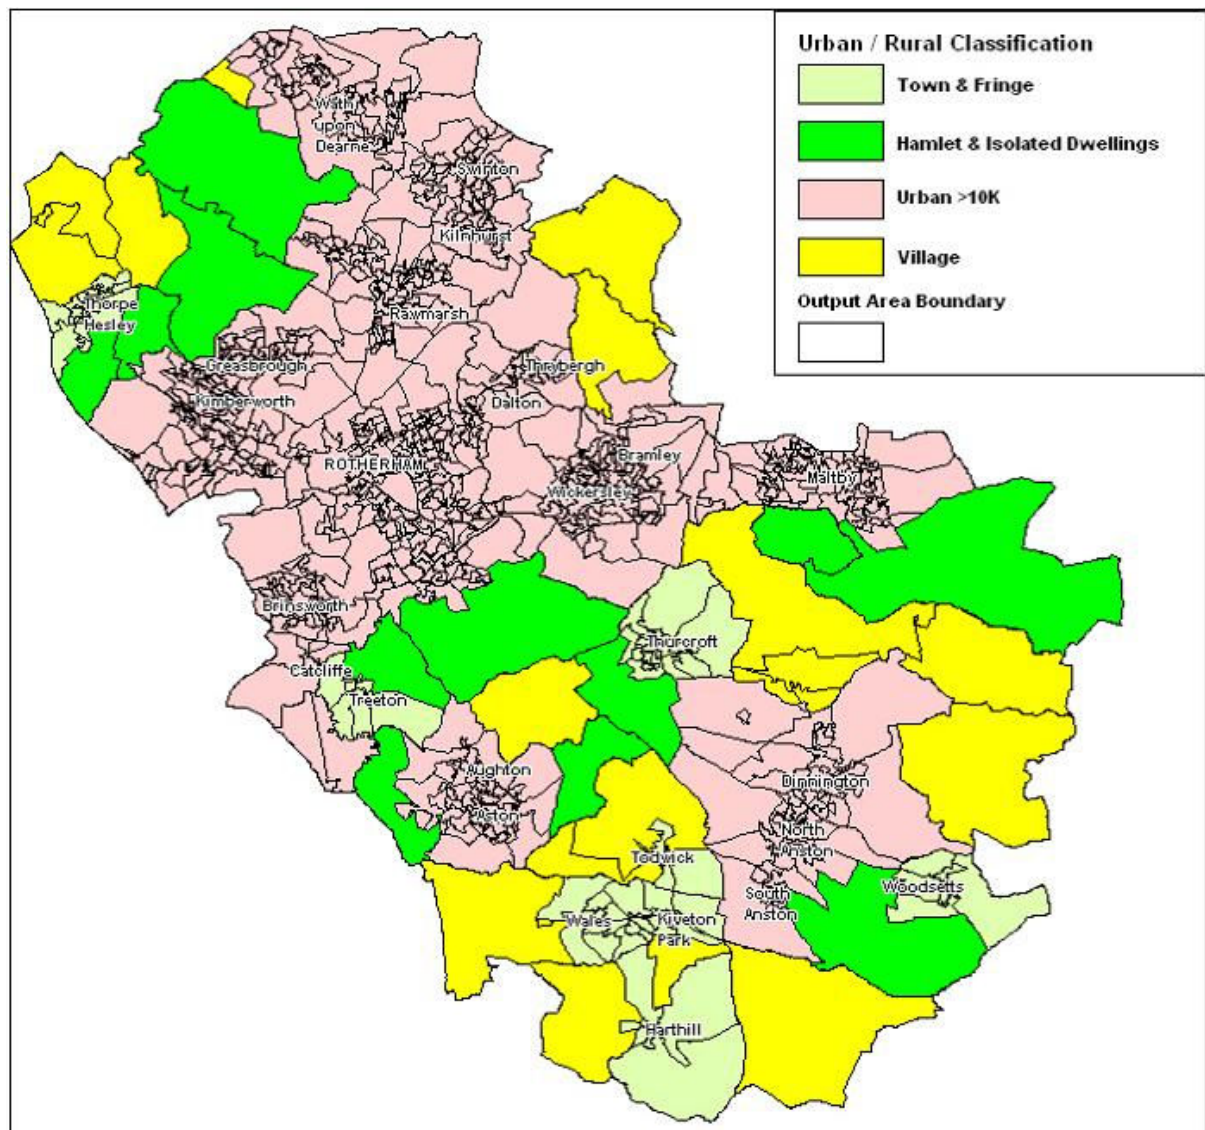 Urban / Rural Classification
Town & Fringe
Hamlet & Isolated Dwellings
Urban >10K
Village
Output Area Boundary
Wath
upon
Dearne
Swinton
Kilnhurst
Thorpe
Hesley
Rawmarsh
Greasbrough
Thrybergh
Kimberworth
Dalton
Bramley
ROTHERHAM
Maltby
Wickersley
Brinsworth
Thurcroft
Catcliffe
Treeton
Aughton
Dinnington
Aston
North
Anston
Todwick
Woodsetts
South
Anston
Wales
Kiveton
Park
Harthill